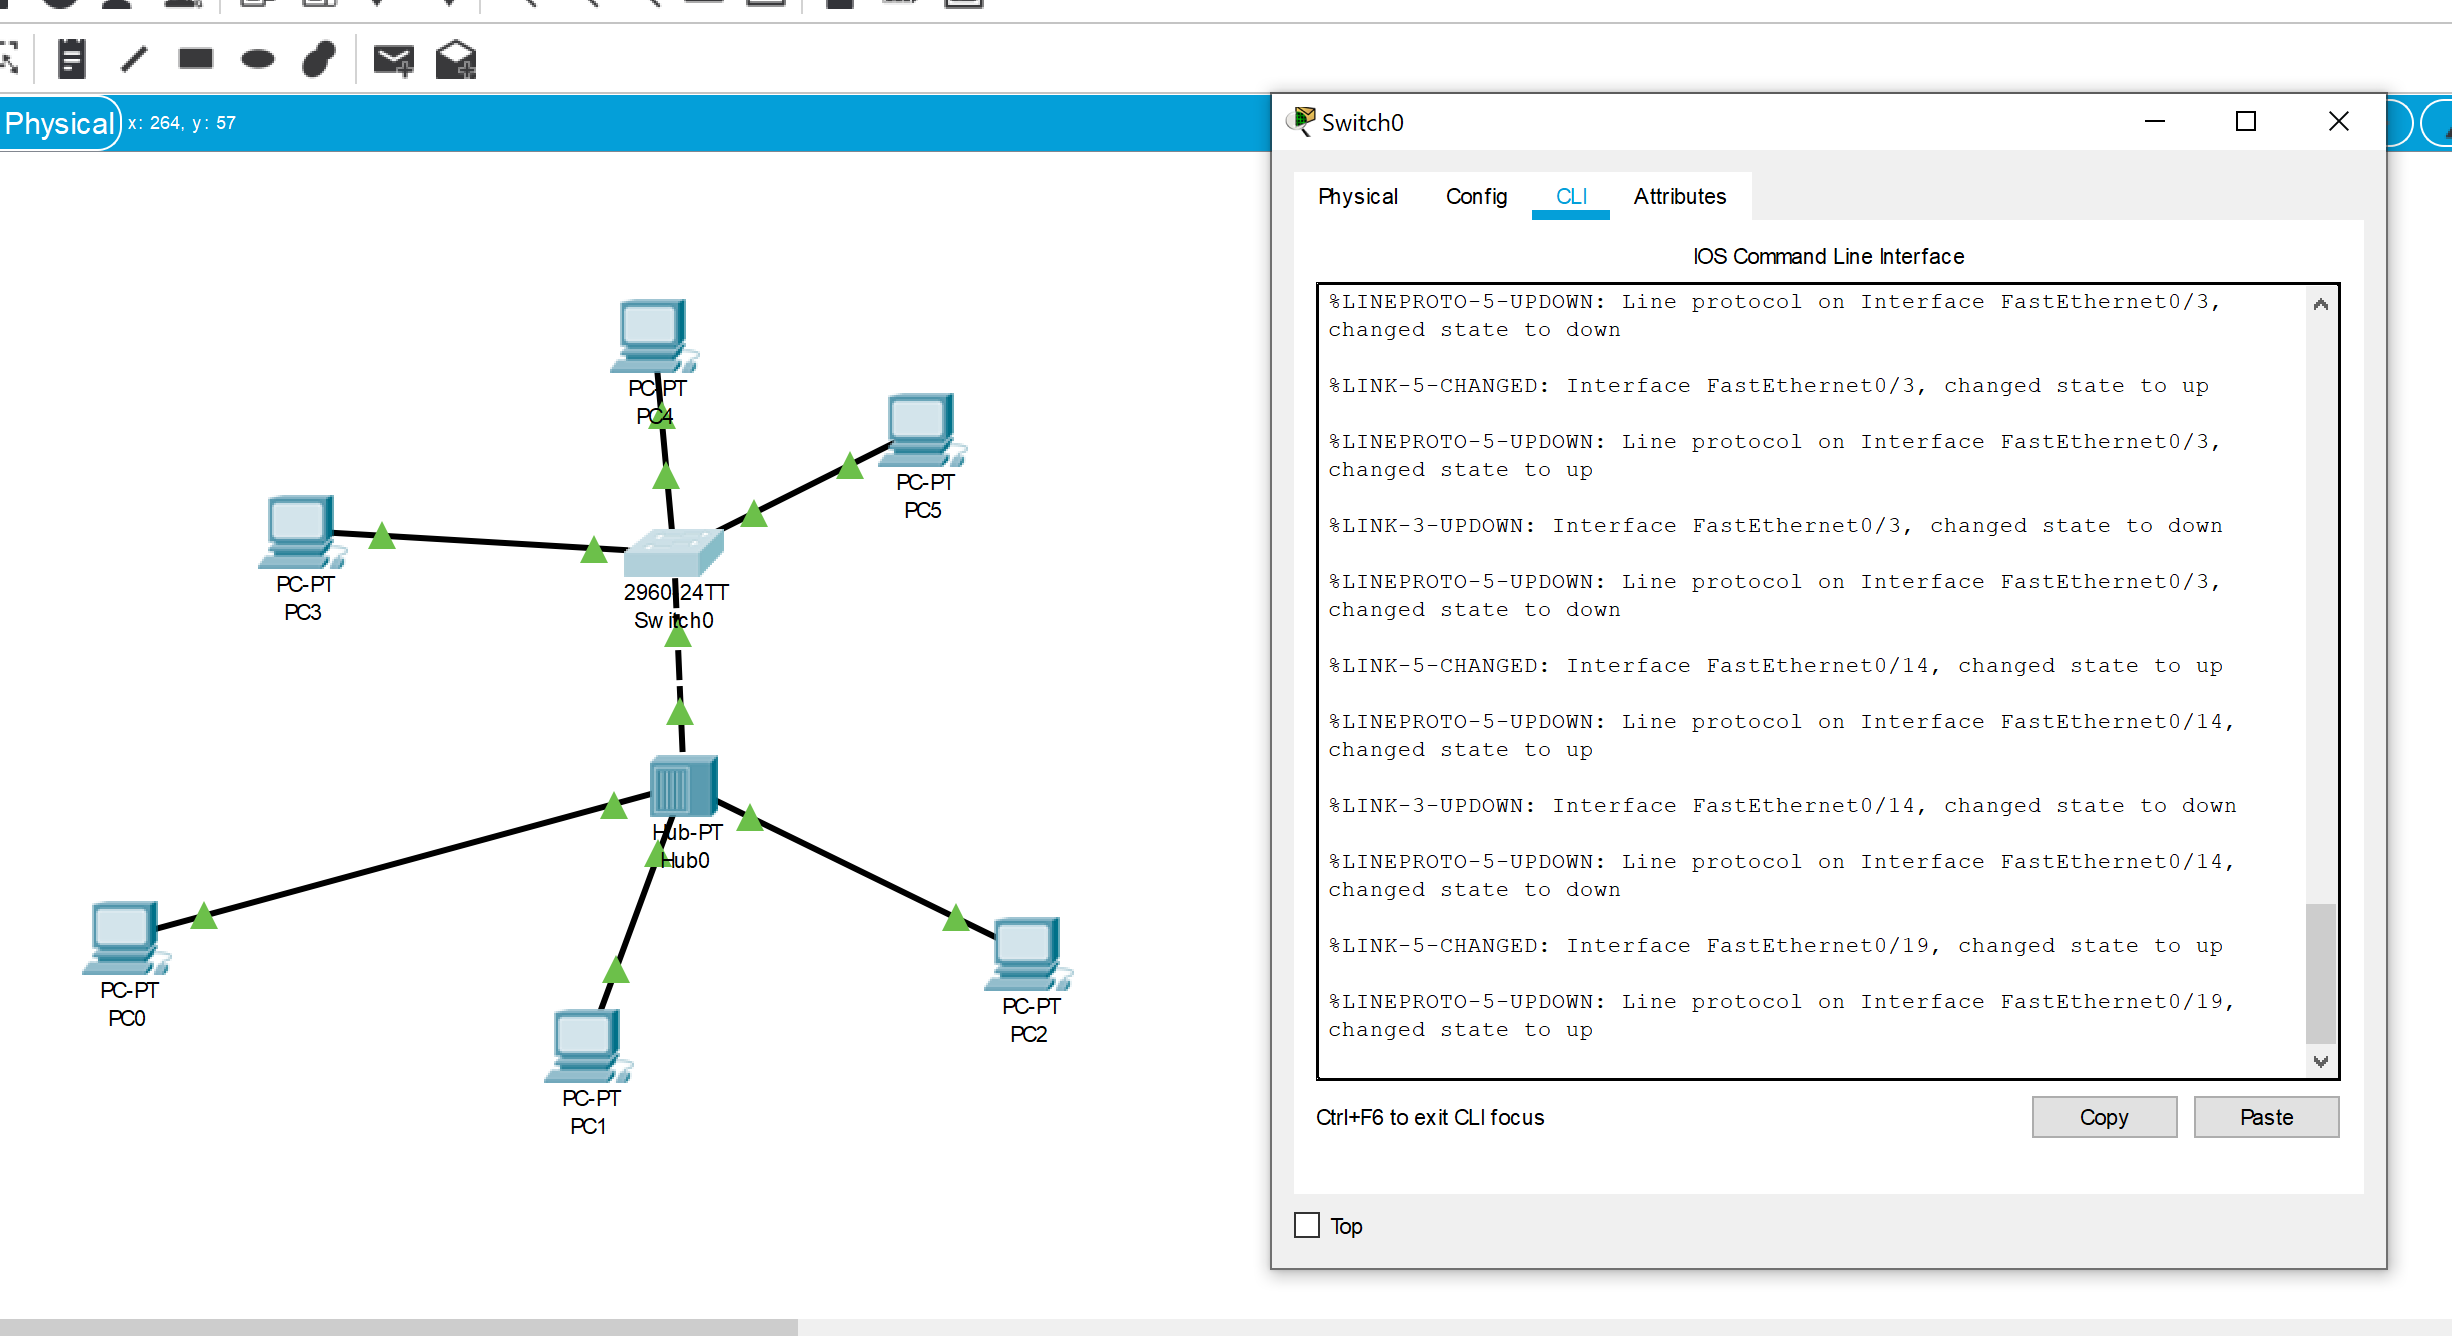 Physical
x: 264, y: 57
PC-PT
PC4
PC-PT
PC5
PC-PT
PC3
2960-24TT
Switch0
Hub-PT
Hub0
PC-PT
PC0
PC-PT
PC2
PC-PT
PC1
Switch0
Physical Config CLI Attributes
IOS Command Line Interface
%LINEPROTO-5-UPDOWN: Line protocol on Interface FastEthernet0/3,
changed state to down
%LINK-5-CHANGED: Interface FastEthernet0/3, changed state to up
%LINEPROTO-5-UPDOWN: Line protocol on Interface FastEthernet0/3,
changed state to up
%LINK-3-UPDOWN: Interface FastEthernet0/3, changed state to down
%LINEPROTO-5-UPDOWN: Line protocol on Interface FastEthernet0/3,
changed state to down
%LINK-5-CHANGED: Interface FastEthernet0/14, changed state to up
%LINEPROTO-5-UPDOWN: Line protocol on Interface FastEthernet0/14,
changed state to up
%LINK-3-UPDOWN: Interface FastEthernet0/14, changed state to down
%LINEPROTO-5-UPDOWN: Line protocol on Interface FastEthernet0/14,
changed state to down
%LINK-5-CHANGED: Interface FastEthernet0/19, changed state to up
%LINEPROTO-5-UPDOWN: Line protocol on Interface FastEthernet0/19,
changed state to up
Ctrl+F6 to exit CLI focus
Copy
Paste
Top